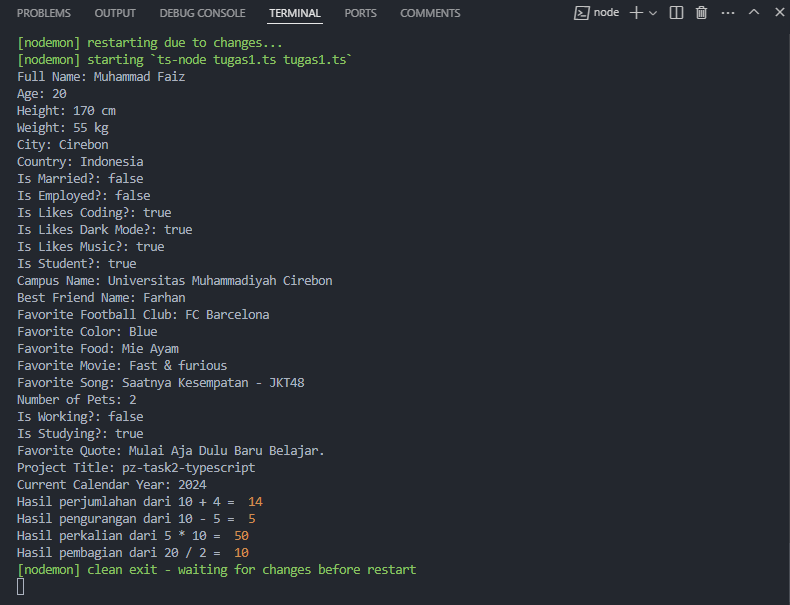 PROBLEMS OUTPUT DEBUG CONSOLE TERMINAL PORTS COMMENTS node
[nodemon] restarting due to changes...
[nodemon] starting `ts-node tugas1.ts tugas1.ts`
Full Name: Muhammad Faiz
Age: 20
Height: 170 cm
Weight: 55 kg
City: Cirebon
Country: Indonesia
Is Married?: false
Is Employed?: false
Is Likes Coding?: true
Is Likes Dark Mode?: true
Is Likes Music?: true
Is Student?: true
Campus Name: Universitas Muhammadiyah Cirebon
Best Friend Name: Farhan
Favorite Football Club: FC Barcelona
Favorite Color: Blue
Favorite Food: Mie Ayam
Favorite Movie: Fast & furious
Favorite Song: Saatnya Kesempatan - JKT48
Number of Pets: 2
Is Working?: false
Is Studying?: true
Favorite Quote: Mulai Aja Dulu Baru Belajar.
Project Title: pz-task2-typescript
Current Calendar Year: 2024
Hasil perjumlahan dari 10 + 4 =  14
Hasil pengurangan dari 10 - 5 =  5
Hasil perkalian dari 5 * 10 =  50
Hasil pembagian dari 20 / 2 =  10
[nodemon] clean exit - waiting for changes before restart